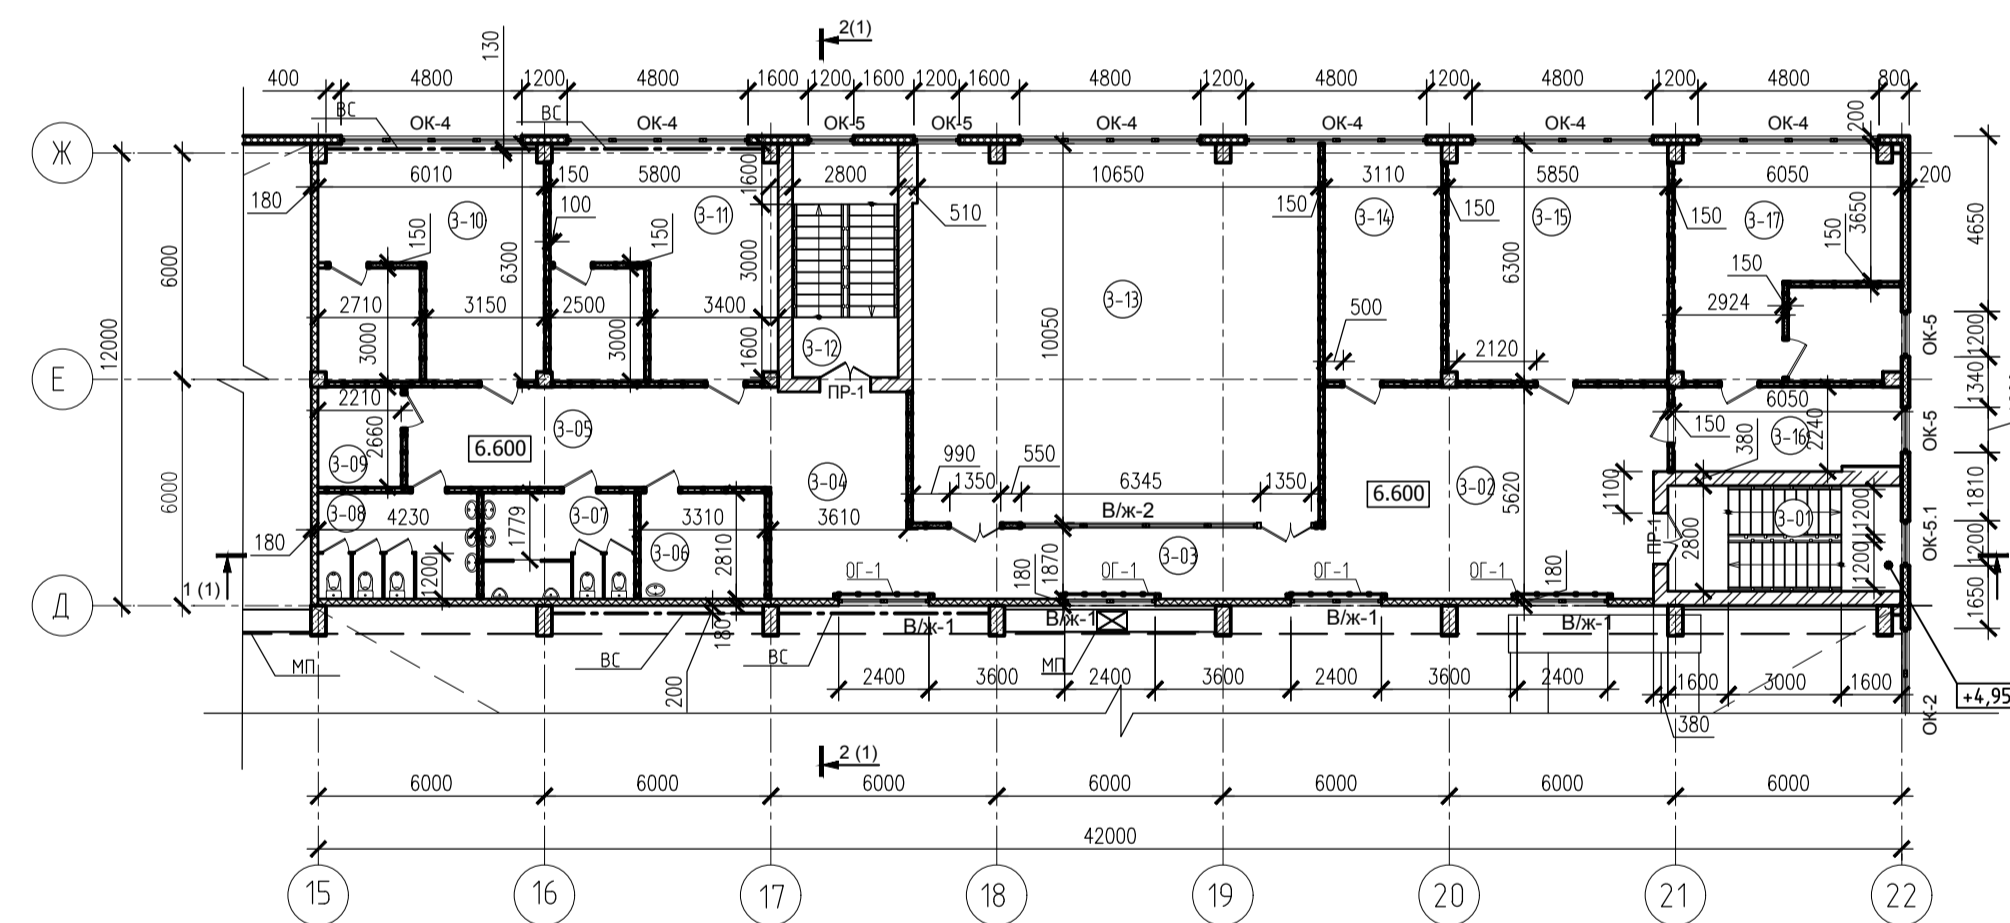 2(1)
130
400 4800 1200 4800 1600 1200 1600 1200 1600 4800 1200 4800 1200 4800 1200 4800 800
ВС ОК-4 ВС ОК-4 ОК-5 ОК-5 ОК-4 ОК-4 ОК-4 ОК-4 200
Ж
6010 150 5800 1600 2800 10650 3110 5850 6050 200
180 100 510 150 150 150
3-10 3-11 3-14 3-15 3-17
150 150 150 3650 4650
6000 6300 3000 6300 150
2710 3150 2500 3400 3-13 500 2924
12000 3000 3000 1600 3-12 10050 2120 ОК-5 1200
Е
ПР-1 1340
2210 6050
3-05 150 380 3-16 2240 ОК-5
2660 6.600 990 550
3-09 1350 6345 1350 1100 1810
6000 3-04 6.600 3-02 5620
3-08 4230 1779 3-07 3310 3610 В/ж-2 ПР-1 2800 3-01 1200 ОК-5.1
180 3-06 2810 3-03
1200 180 1870 180 1200 1200
1 (1) ОГ-1 ОГ-1 ОГ-1 ОГ-1 1650
Д
180 В/ж-1 В/ж-1 В/ж-1 В/ж-1
МП ВС ВС МП
200 2400 3600 2400 3600 2400 3600 2400 1600 3000 1600 +4,95
380 ОК-2
2 (1)
6000 6000 6000 6000 6000 6000 6000
42000
15 16 17 18 19 20 21 22